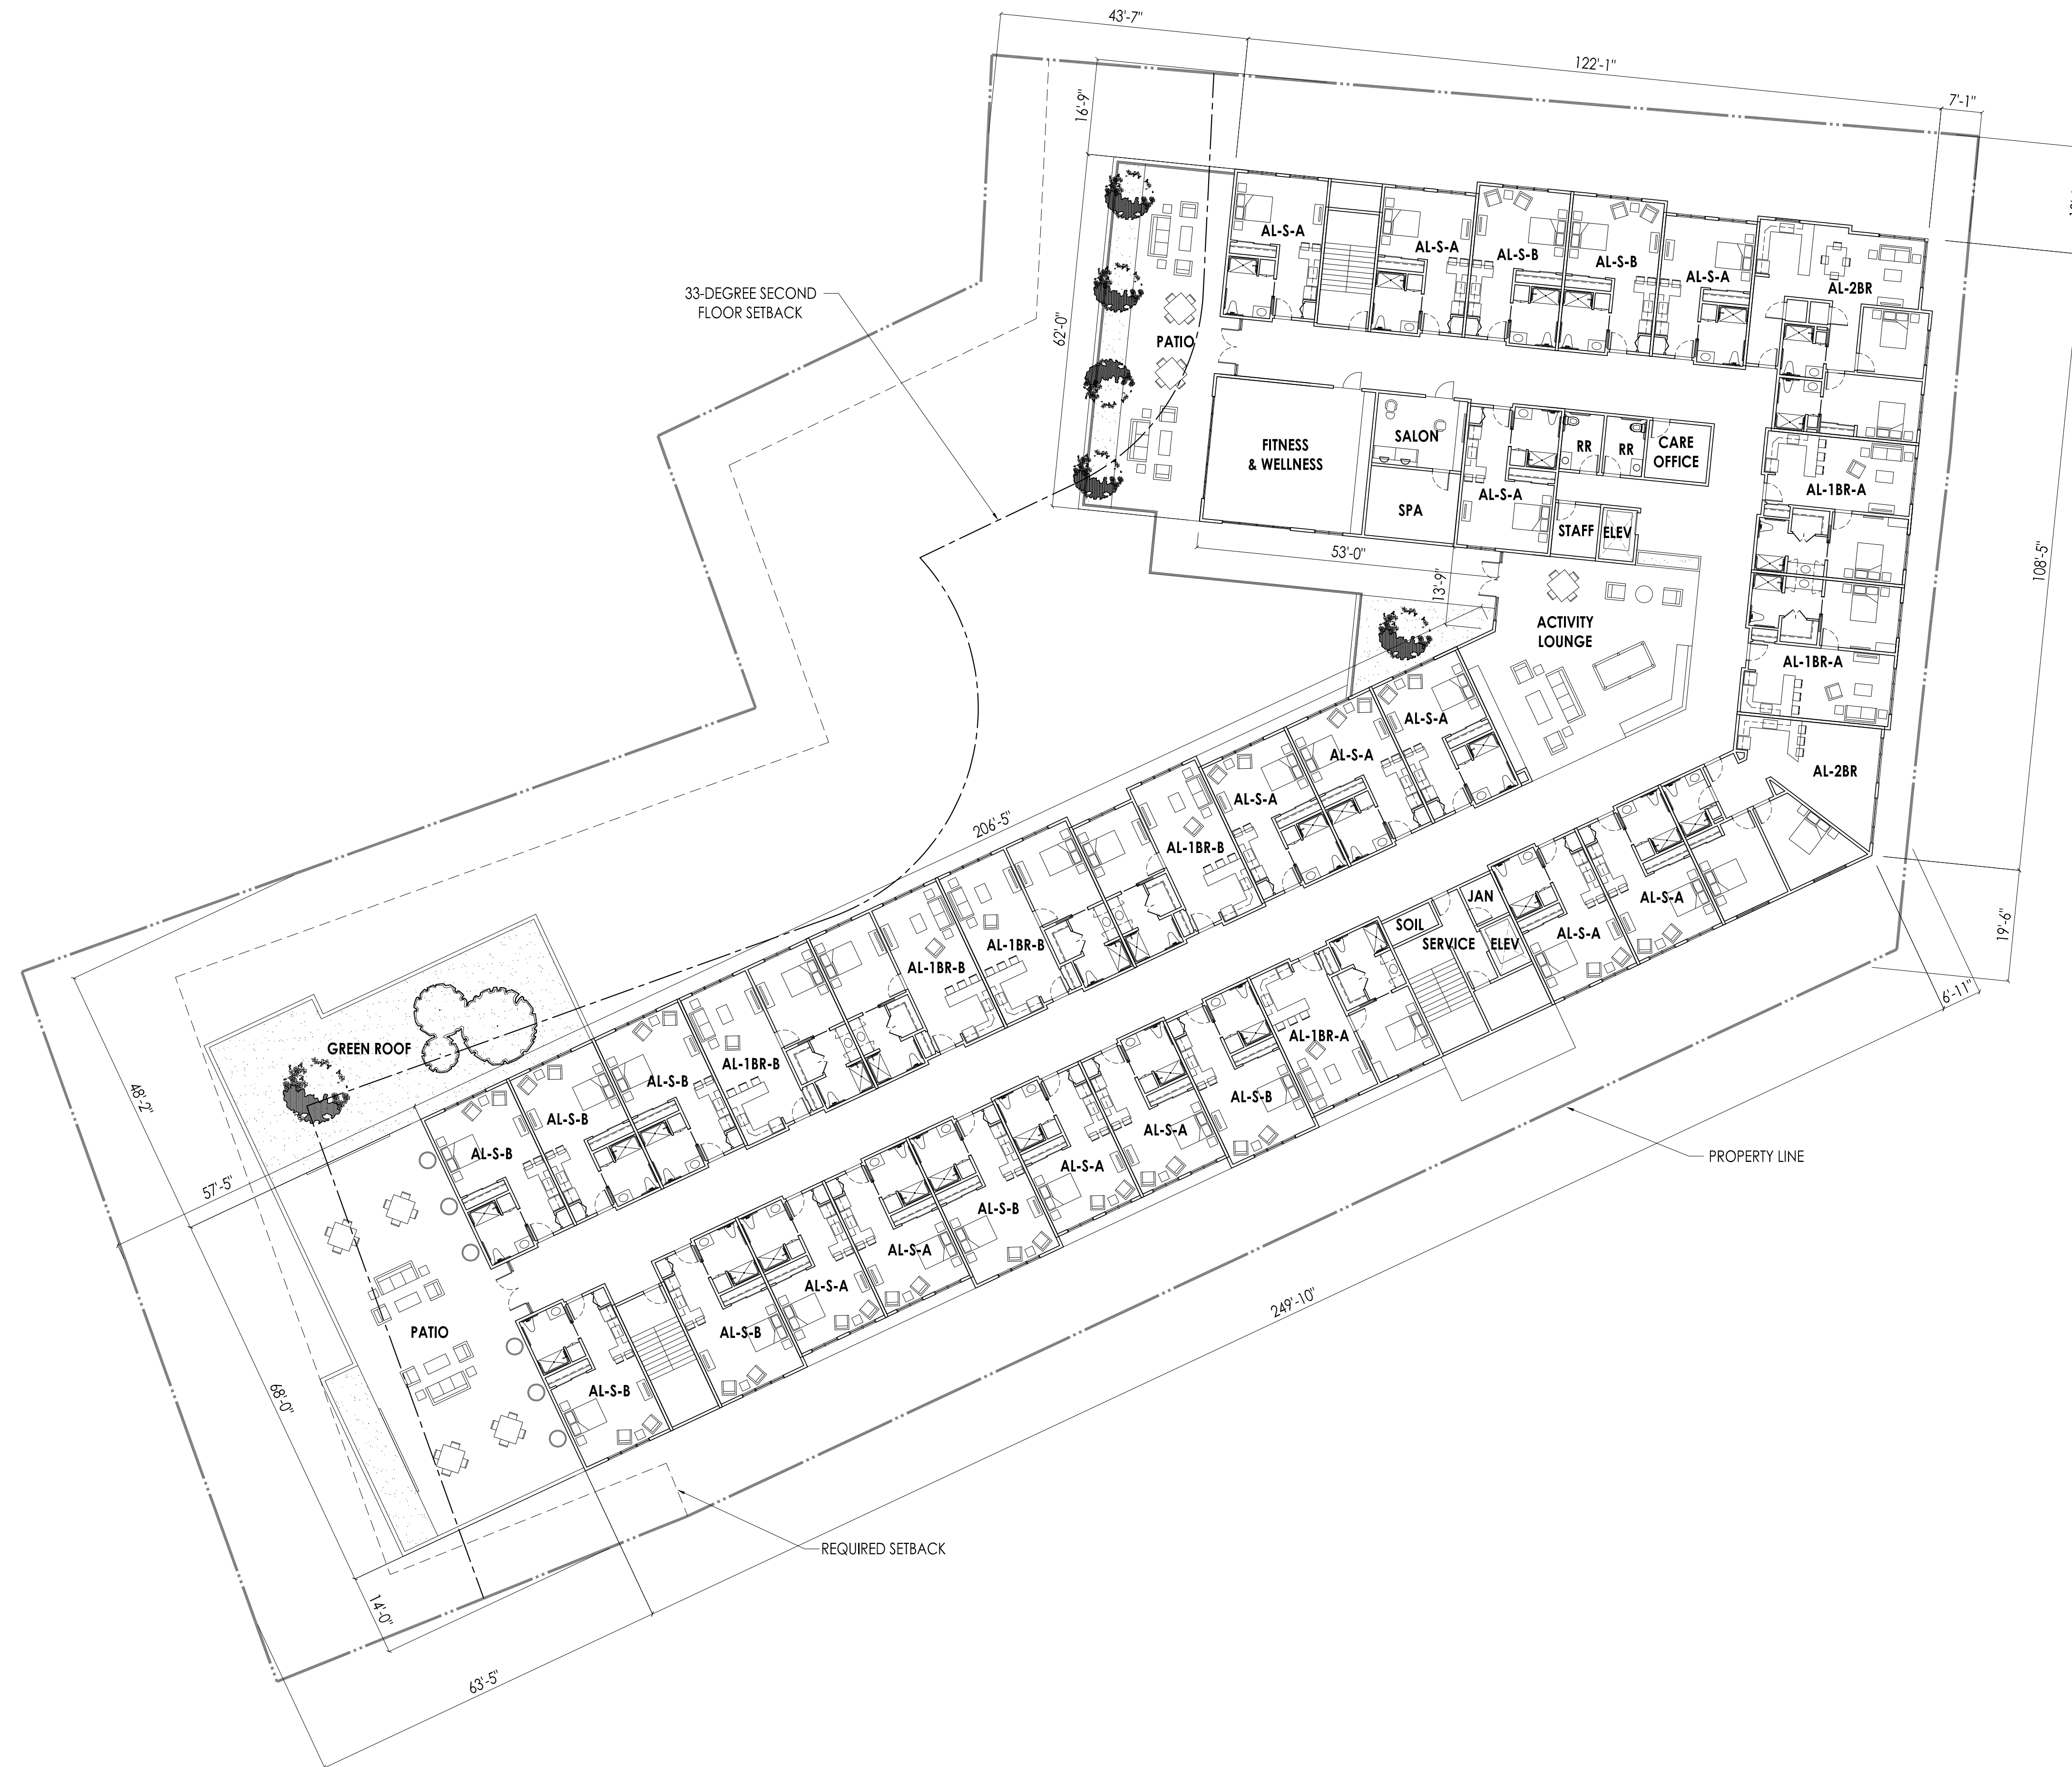 43'-7"
122'-1"
7'-1"
16'-9"
33-DEGREE SECOND
FLOOR SETBACK
62'-0"
PATIO
AL-S-A
AL-S-A
AL-S-B
AL-S-B
AL-S-A
AL-2BR
FITNESS
& WELLNESS
SALON
SPA
AL-S-A
RR
RR
CARE
OFFICE
STAFF
ELEV
AL-1BR-A
53'-0"
13'-9"
ACTIVITY
LOUNGE
108'-5"
AL-1BR-A
AL-2BR
AL-S-A
AL-S-A
AL-S-A
206'-5"
AL-1BR-B
AL-1BR-B
AL-1BR-B
AL-1BR-B
AL-S-B
AL-S-B
AL-S-B
GREEN ROOF
48'-2"
57'-5"
PATIO
68'-0"
14'-0"
63'-5"
AL-S-B
AL-S-B
AL-S-A
AL-S-A
AL-S-B
AL-S-A
AL-S-A
AL-S-B
AL-1BR-A
SOIL
SERVICE
JAN
ELEV
AL-S-A
AL-S-A
19'-6"
6'-11"
PROPERTY LINE
249'-10"
REQUIRED SETBACK